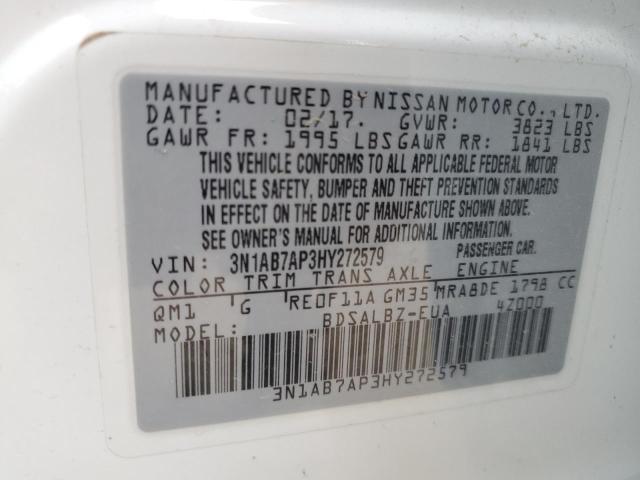 MANUFACTURED BY NISSAN MOTOR CO., LTD.
DATE: 02/17. GVWR: 3823 LBS
GAWR FR: 1995 LBS GAWR RR: 1841 LBS
THIS VEHICLE CONFORMS TO ALL APPLICABLE FEDERAL MOTOR
VEHICLE SAFETY, BUMPER AND THEFT PREVENTION STANDARDS
IN EFFECT ON THE DATE OF MANUFACTURE SHOWN ABOVE.
SEE OWNER'S MANUAL FOR ADDITIONAL INFORMATION.
VIN: 3N1AB7AP3HY272579 PASSENGER CAR.
COLOR TRIM TRANS AXLE ENGINE
QM1 G RE0F11A GM35 MRA8DE 1798 CC
MODEL: BDSALBZ-EUA 4Z000
3N1AB7AP3HY272579